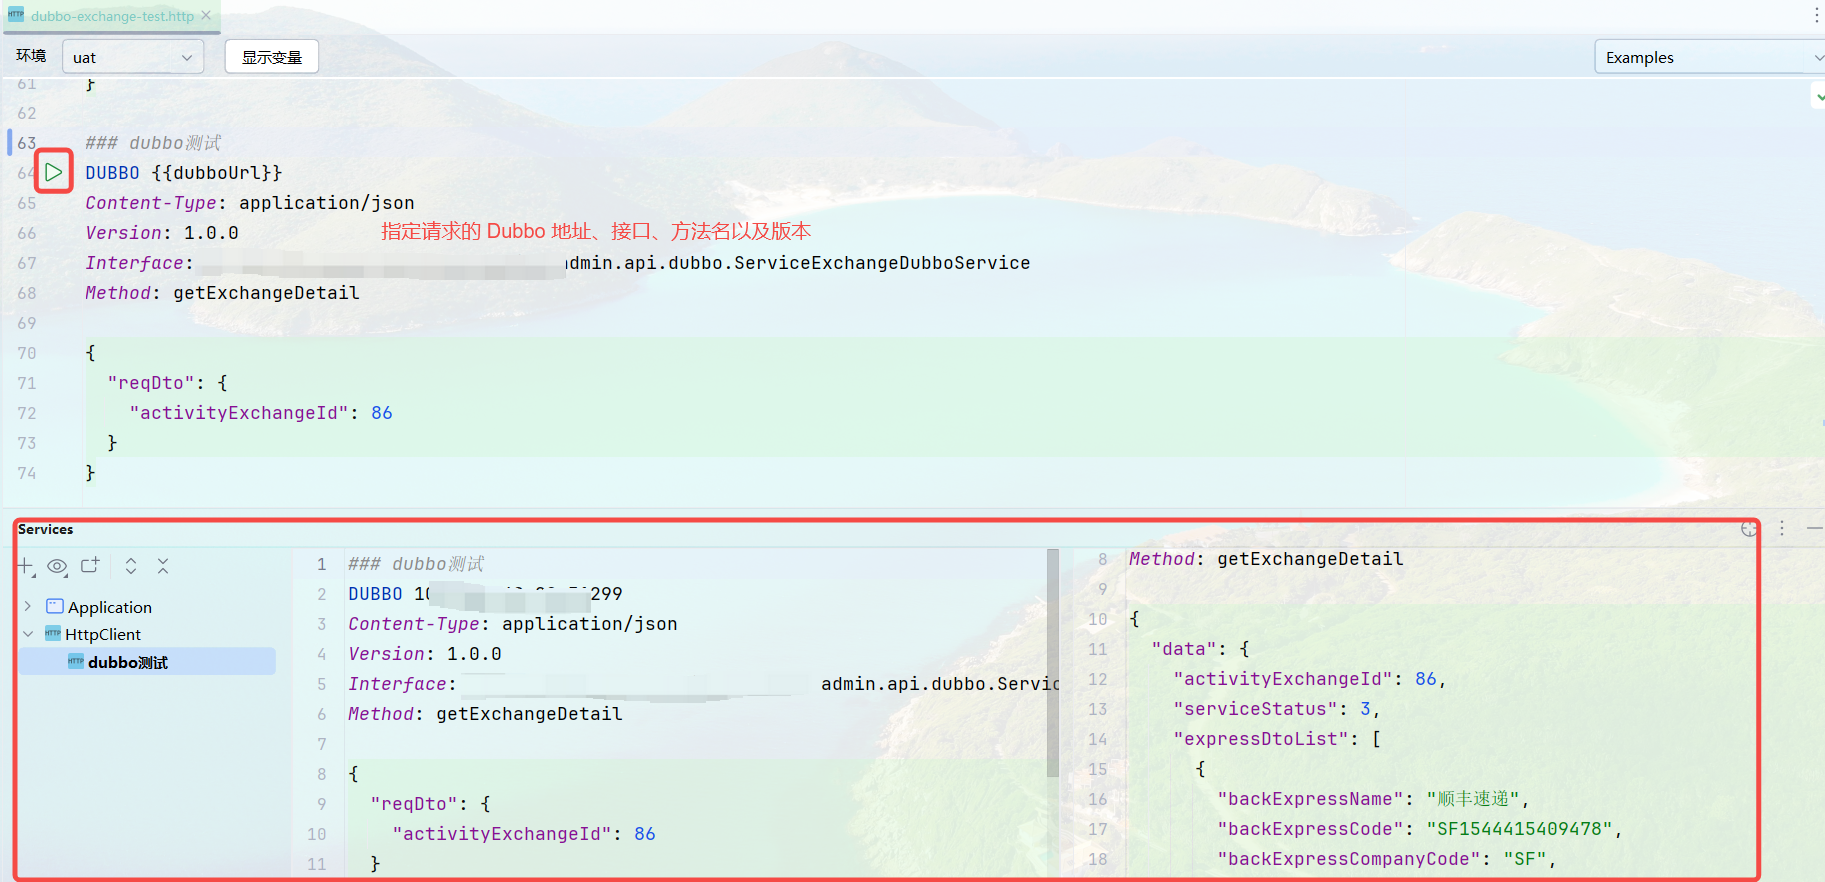 HTTP dubbo-exchange-test.http
环境 uat 显示变量 Examples
61 }
62
63 ### dubbo测试
64 DUBBO {{dubboUrl}}
65 Content-Type: application/json
66 Version: 1.0.0 指定请求的 Dubbo 地址、接口、方法名以及版本
67 Interface: admin.api.dubbo.ServiceExchangeDubboService
68 Method: getExchangeDetail
69
70 {
71 "reqDto": {
72 "activityExchangeId": 86
73 }
74 }
Services
Application
HTTP HttpClient
HTTP dubbo测试
1 ### dubbo测试
2 DUBBO 10 299
3 Content-Type: application/json
4 Version: 1.0.0
5 Interface: admin.api.dubbo.Servic
6 Method: getExchangeDetail
7
8 {
9 "reqDto": {
10 "activityExchangeId": 86
11 }
8 Method: getExchangeDetail
9
10 {
11 "data": {
12 "activityExchangeId": 86,
13 "serviceStatus": 3,
14 "expressDtoList": [
15 {
16 "backExpressName": "顺丰速递",
17 "backExpressCode": "SF1544415409478",
18 "backExpressCompanyCode": "SF",